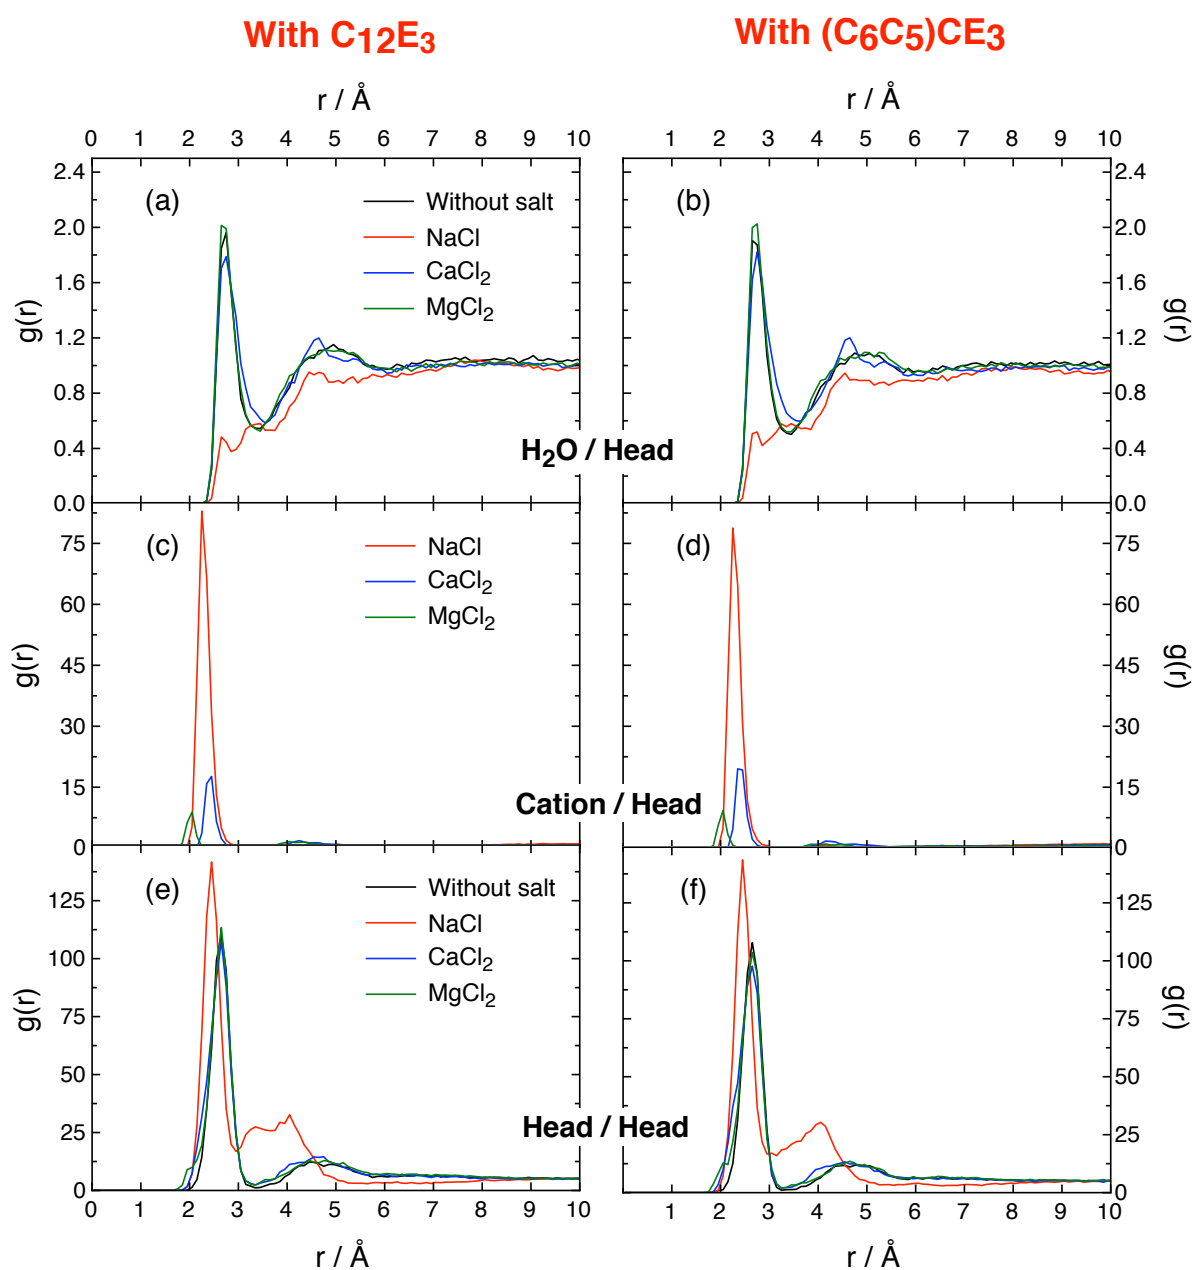 With C12E3
With (C6C5)CE3
r / Å
r / Å
0 1 2 3 4 5 6 7 8 9 10
1 2 3 4 5 6 7 8 9 10
2.4
2.0
1.6
1.2
0.8
0.4
0.0
g(r)
(a)
Without salt
NaCl
CaCl2
MgCl2
(b)
2.4
2.0
1.6
1.2
0.8
0.4
0.0
g(r)
H2O / Head
75
60
45
30
15
0
g(r)
(c)
NaCl
CaCl2
MgCl2
(d)
75
60
45
30
15
0
g(r)
Cation / Head
125
100
75
50
25
0
g(r)
(e)
Without salt
NaCl
CaCl2
MgCl2
(f)
125
100
75
50
25
0
g(r)
Head / Head
0 1 2 3 4 5 6 7 8 9 10
1 2 3 4 5 6 7 8 9 10
r / Å
r / Å